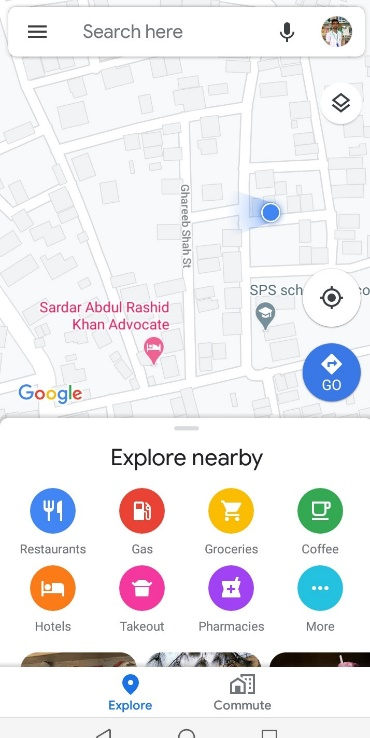 Search here
Ghareeb Shah St
SPS sch
co
Sardar Abdul Rashid
Khan Advocate
Google
GO
Explore nearby
Restaurants
Gas
Groceries
Coffee
Hotels
Takeout
Pharmacies
More
Explore
Commute